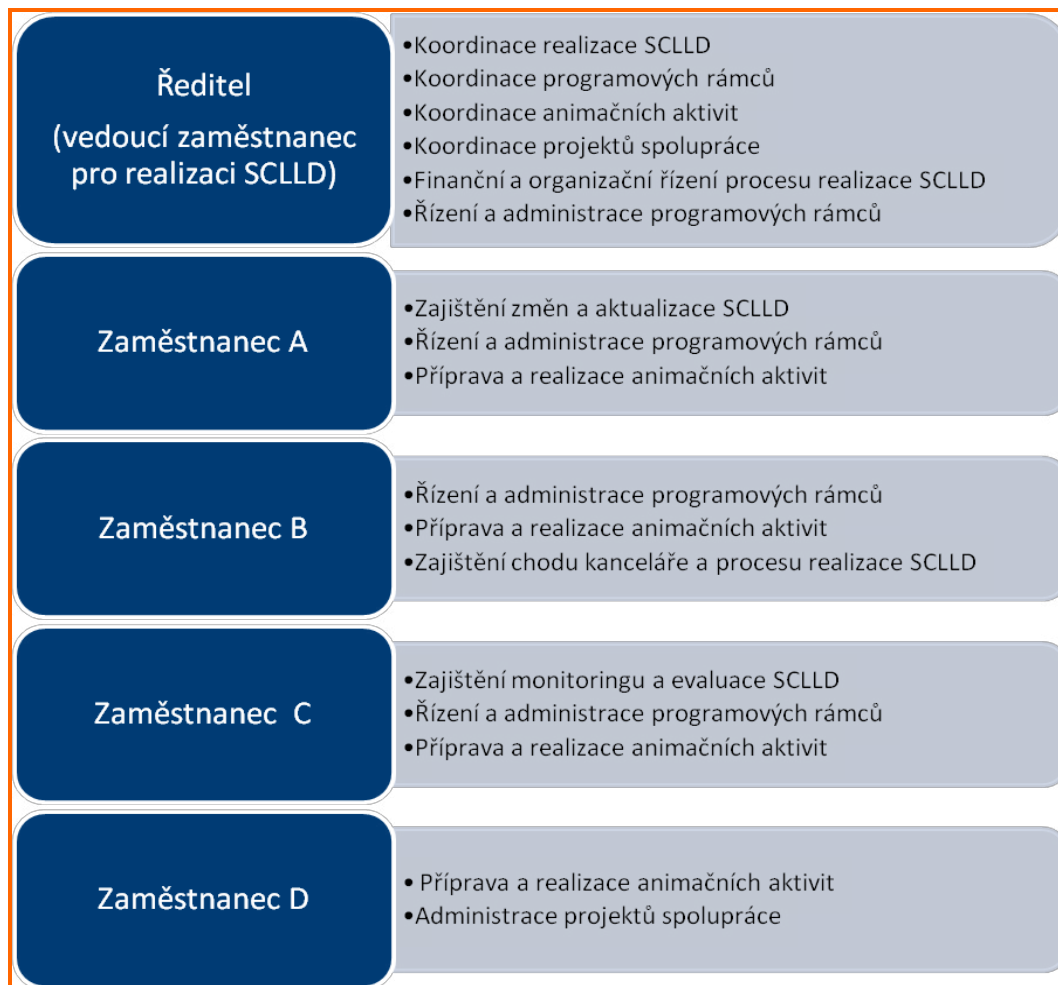 Ředitel
(vedoucí zaměstnanec
pro realizaci SCLLD)
•Koordinace realizace SCLLD
•Koordinace programových rámců
•Koordinace animačních aktivit
•Koordinace projektů spolupráce
•Finanční a organizační řízení procesu realizace SCLLD
•Řízení a administrace programových rámců
Zaměstnanec A
•Zajištění změn a aktualizace SCLLD
•Řízení a administrace programových rámců
•Příprava a realizace animačních aktivit
Zaměstnanec B
•Řízení a administrace programových rámců
•Příprava a realizace animačních aktivit
•Zajištění chodu kanceláře a procesu realizace SCLLD
Zaměstnanec  C
•Zajištění monitoringu a evaluace SCLLD
•Řízení a administrace programových rámců
•Příprava a realizace animačních aktivit
Zaměstnanec D
• Příprava a realizace animačních aktivit
•Administrace projektů spolupráce